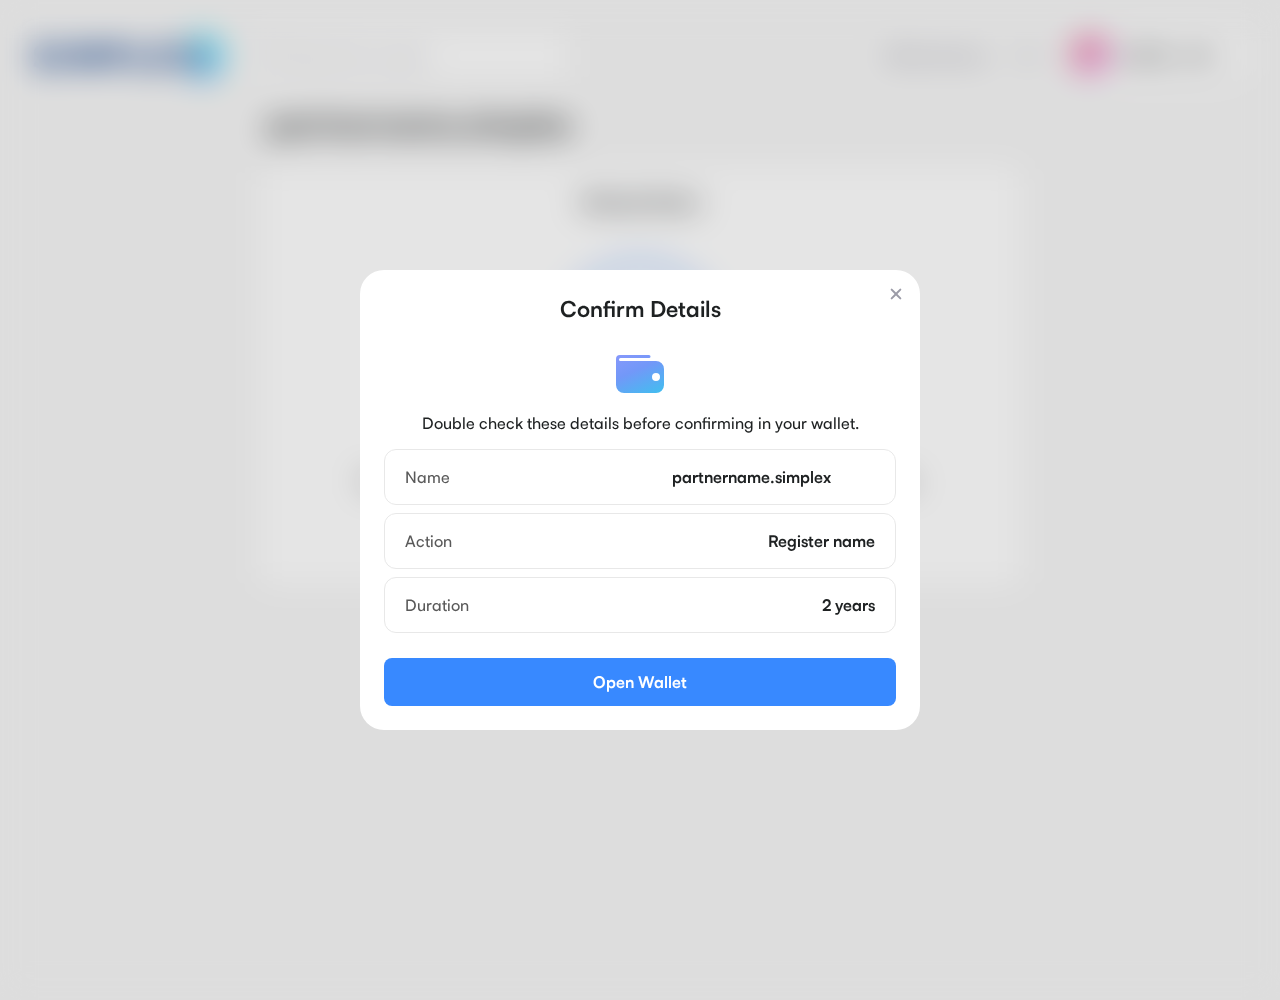 Confirm Details
Double check these details before confirming in your wallet.
Name partnername.simplex
Action Register name
Duration 2 years
Open Wallet